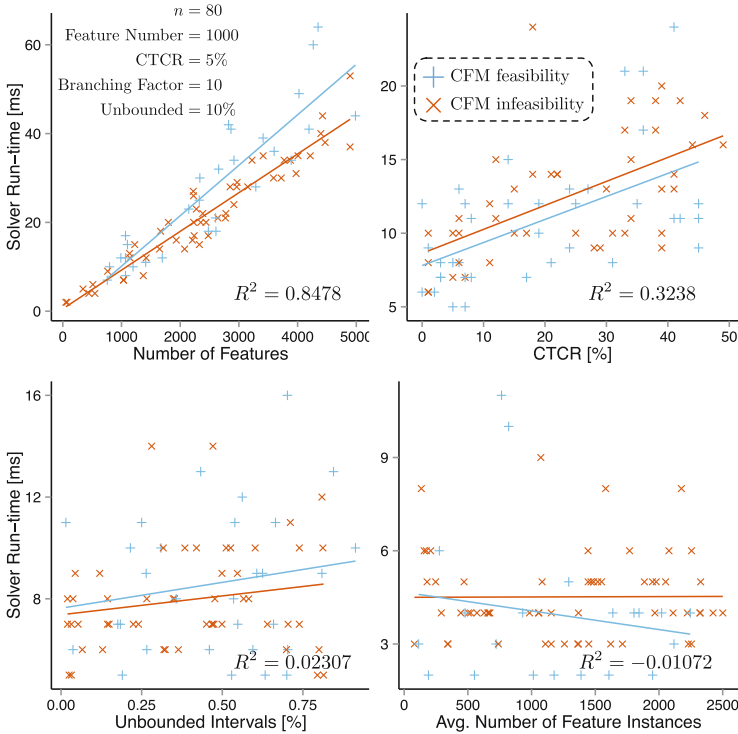 n = 80
Feature Number = 1000
CTCR = 5%
Branching Factor = 10
Unbounded = 10%
Solver Run−time [ms]
60
40
20
0
R² = 0.8478
0 1000 2000 3000 4000 5000
Number of Features
CFM feasibility
CFM infeasibility
20
15
10
5
R² = 0.3238
0 10 20 30 40 50
CTCR [%]
Solver Run−time [ms]
16
12
8
R² = 0.02307
0.00 0.25 0.50 0.75
Unbounded Intervals [%]
9
6
3
R² = −0.01072
0 500 1000 1500 2000 2500
Avg. Number of Feature Instances